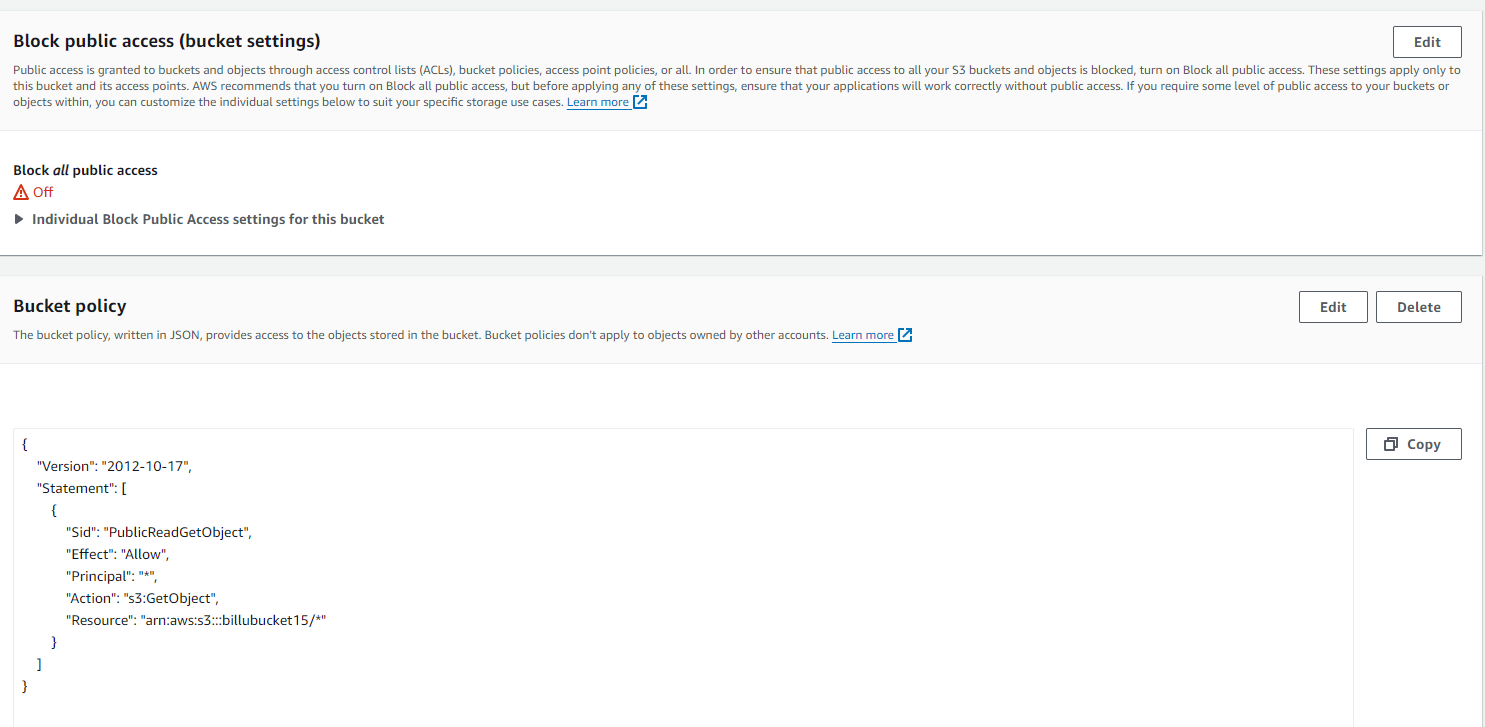 Block public access (bucket settings)
Edit
Public access is granted to buckets and objects through access control lists (ACLs), bucket policies, access point policies, or all. In order to ensure that public access to all your S3 buckets and objects is blocked, turn on Block all public access. These settings apply only to
this bucket and its access points. AWS recommends that you turn on Block all public access, but before applying any of these settings, ensure that your applications will work correctly without public access. If you require some level of public access to your buckets or
objects within, you can customize the individual settings below to suit your specific storage use cases. Learn more
Block all public access
Off
Individual Block Public Access settings for this bucket
Bucket policy
Edit
Delete
The bucket policy, written in JSON, provides access to the objects stored in the bucket. Bucket policies don't apply to objects owned by other accounts. Learn more
Copy
{
    "Version": "2012-10-17",
    "Statement": [
        {
            "Sid": "PublicReadGetObject",
            "Effect": "Allow",
            "Principal": "*",
            "Action": "s3:GetObject",
            "Resource": "arn:aws:s3:::billubucket15/*"
        }
    ]
}